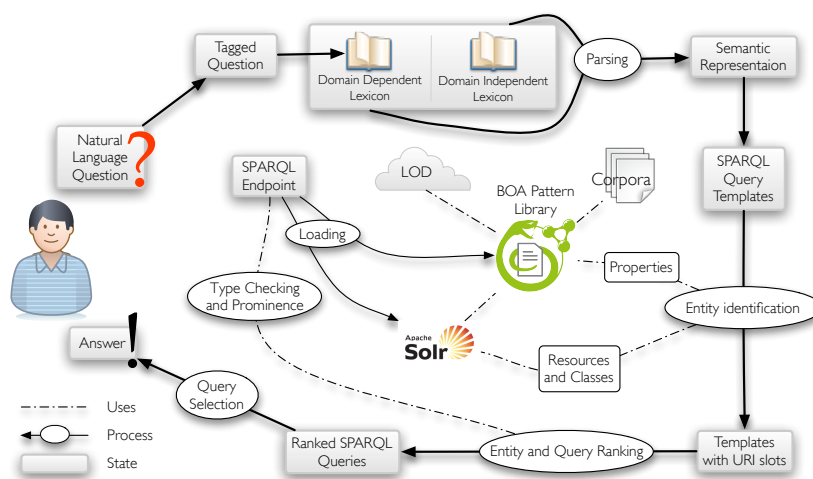 Tagged
Question
Domain Dependent
Lexicon
Domain Independent
Lexicon
Parsing
Semantic
Representaion
Natural
Language
Question
?
SPARQL
Endpoint
LOD
BOA Pattern
Library
Corpora
SPARQL
Query
Templates
Loading
Properties
Type Checking
and Prominence
Entity identification
Apache
Solr
Resources
and Classes
Answer
!
Query
Selection
Uses
Process
State
Ranked SPARQL
Queries
Entity and Query Ranking
Templates
with URI slots